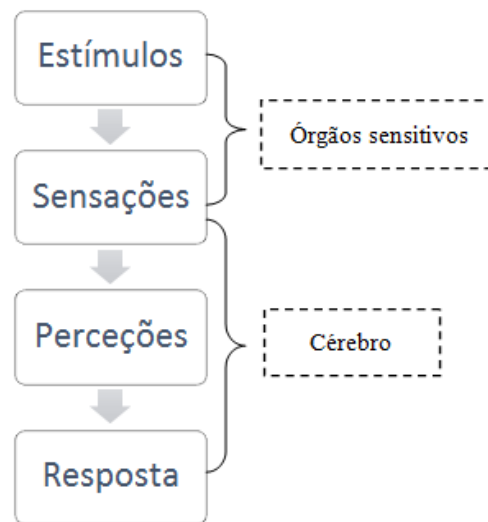 Estímulos
Órgãos sensitivos
Sensações
Perceções
Cérebro
Resposta